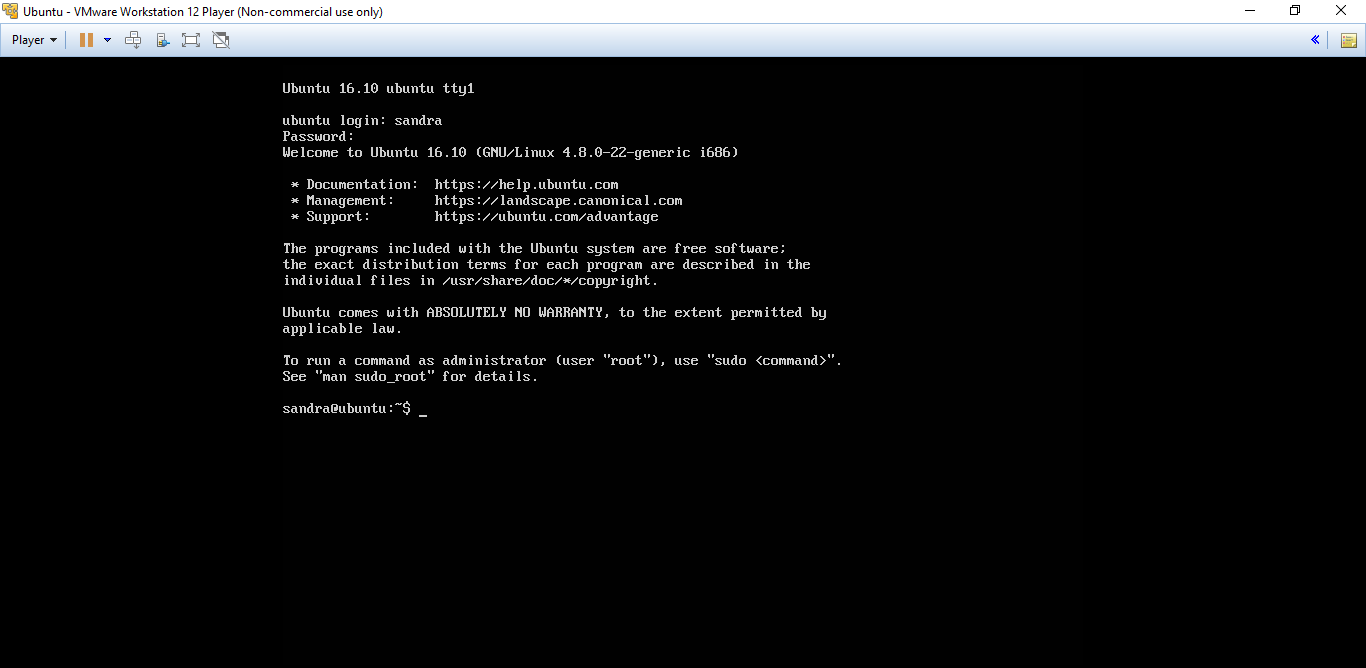 Ubuntu - VMware Workstation 12 Player (Non-commercial use only)
Player
Ubuntu 16.10 ubuntu tty1
ubuntu login: sandra
Password:
Welcome to Ubuntu 16.10 (GNU/Linux 4.8.0-22-generic i686)
* Documentation:  https://help.ubuntu.com
* Management:     https://landscape.canonical.com
* Support:        https://ubuntu.com/advantage
The programs included with the Ubuntu system are free software;
the exact distribution terms for each program are described in the
individual files in /usr/share/doc/*/copyright.
Ubuntu comes with ABSOLUTELY NO WARRANTY, to the extent permitted by
applicable law.
To run a command as administrator (user "root"), use "sudo <command>".
See "man sudo_root" for details.
sandra@ubuntu:~$ _